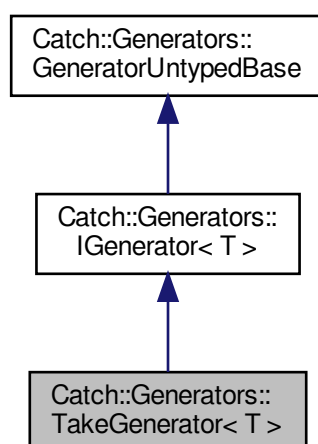 Catch::Generators::
GeneratorUntypedBase
Catch::Generators::
IGenerator< T >
Catch::Generators::
TakeGenerator< T >